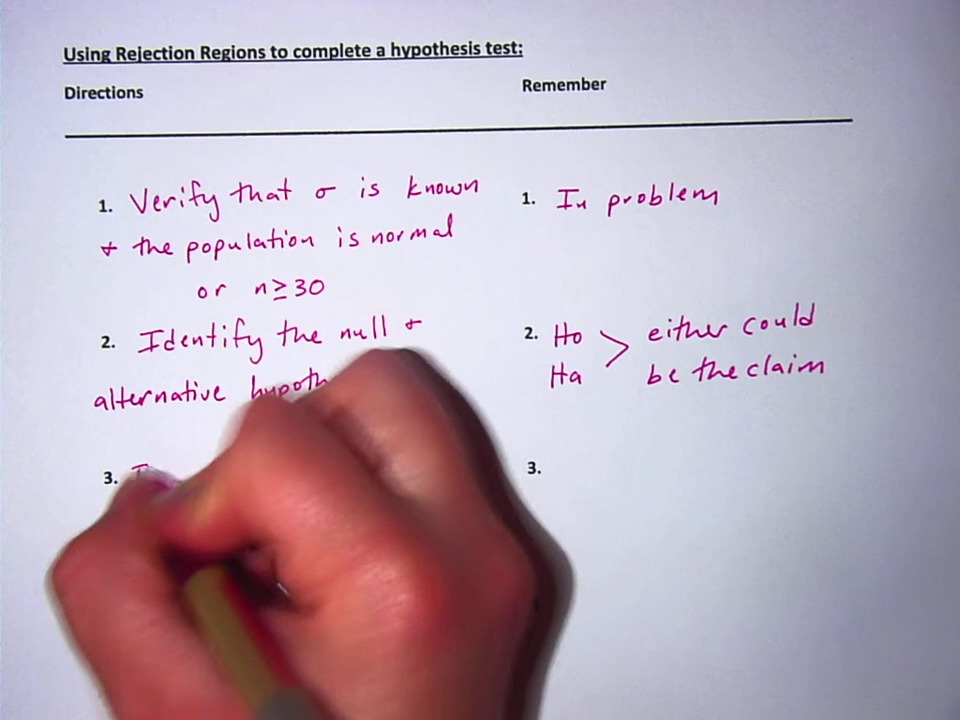 Using Rejection Regions to complete a hypothesis test:
Directions Remember
1. Verify that σ is known
+ the population is normal
or n ≥ 30
1. In problem
2. Identify the null +
alternative
2. Ho > either could
Ha be the claim
3.
3.